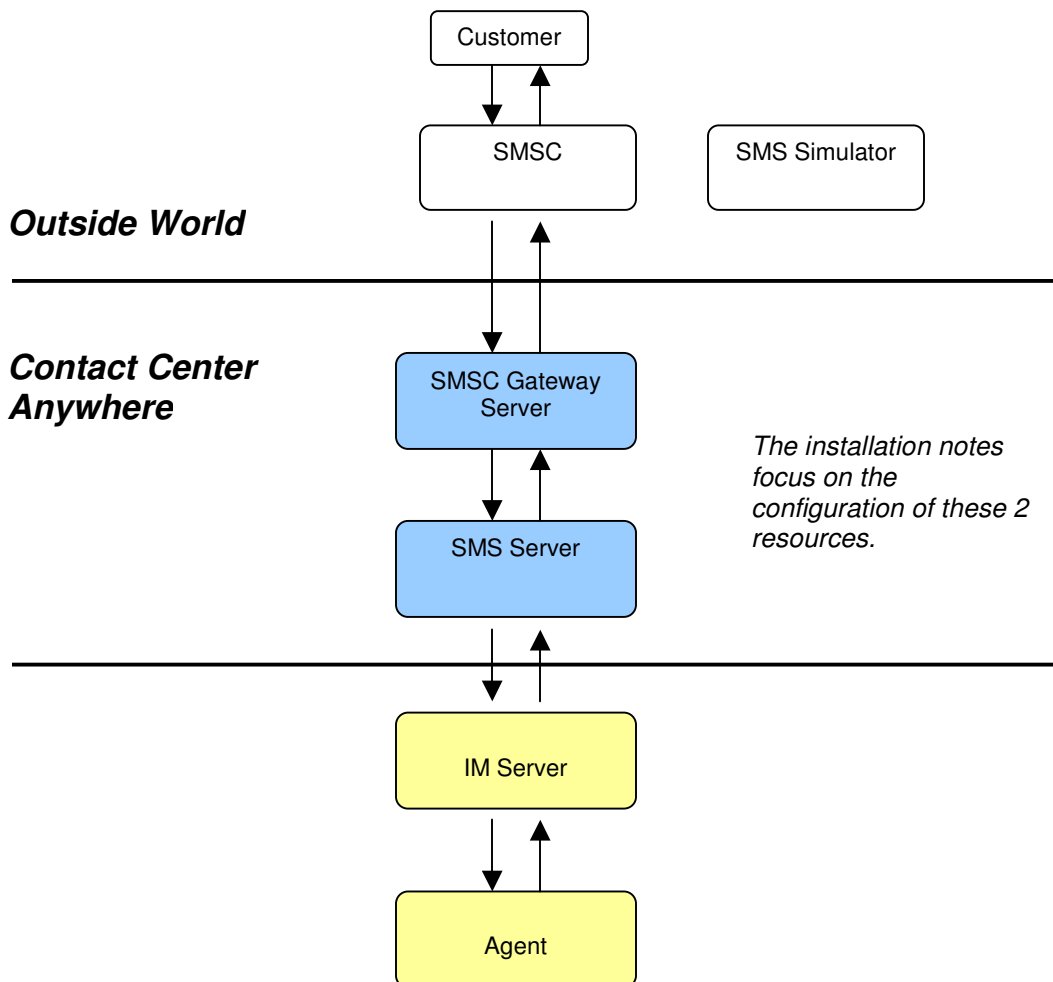 Customer
SMSC
SMS Simulator
Outside World
Contact Center
Anywhere
SMSC Gateway
Server
The installation notes
focus on the
configuration of these 2
resources.
SMS Server
IM Server
Agent